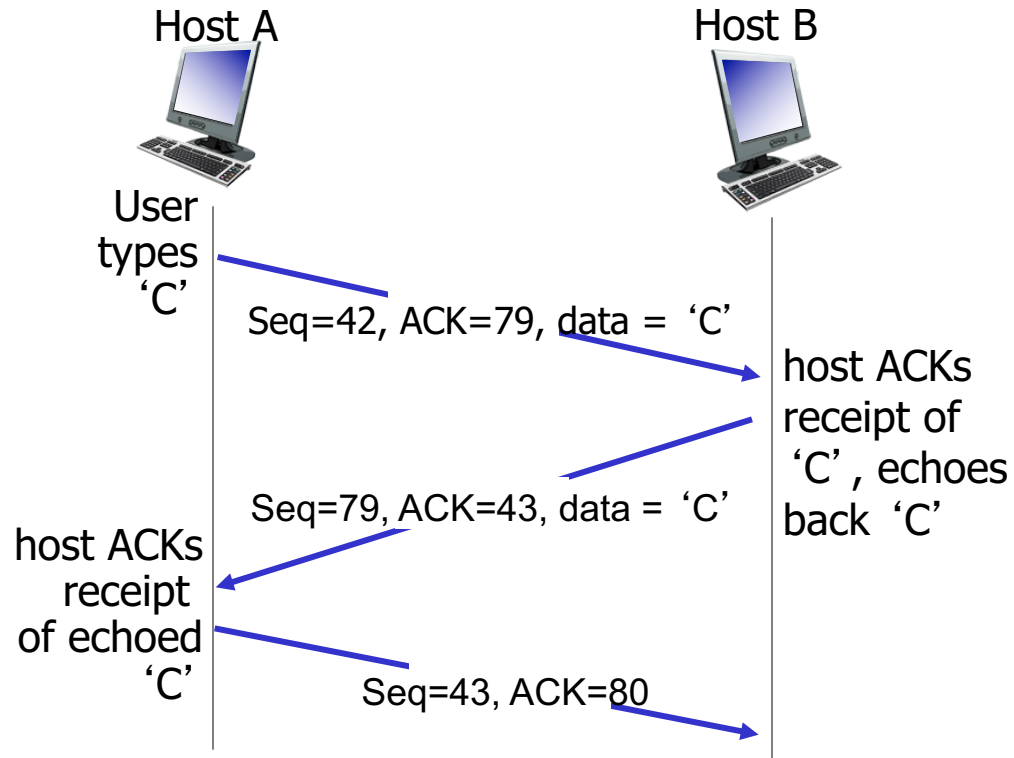 Host A
Host B
User
types
‘C’
Seq=42, ACK=79, data = ‘C’
host ACKs
receipt of
‘C’, echoes
back ‘C’
Seq=79, ACK=43, data = ‘C’
host ACKs
receipt
of echoed
‘C’
Seq=43, ACK=80